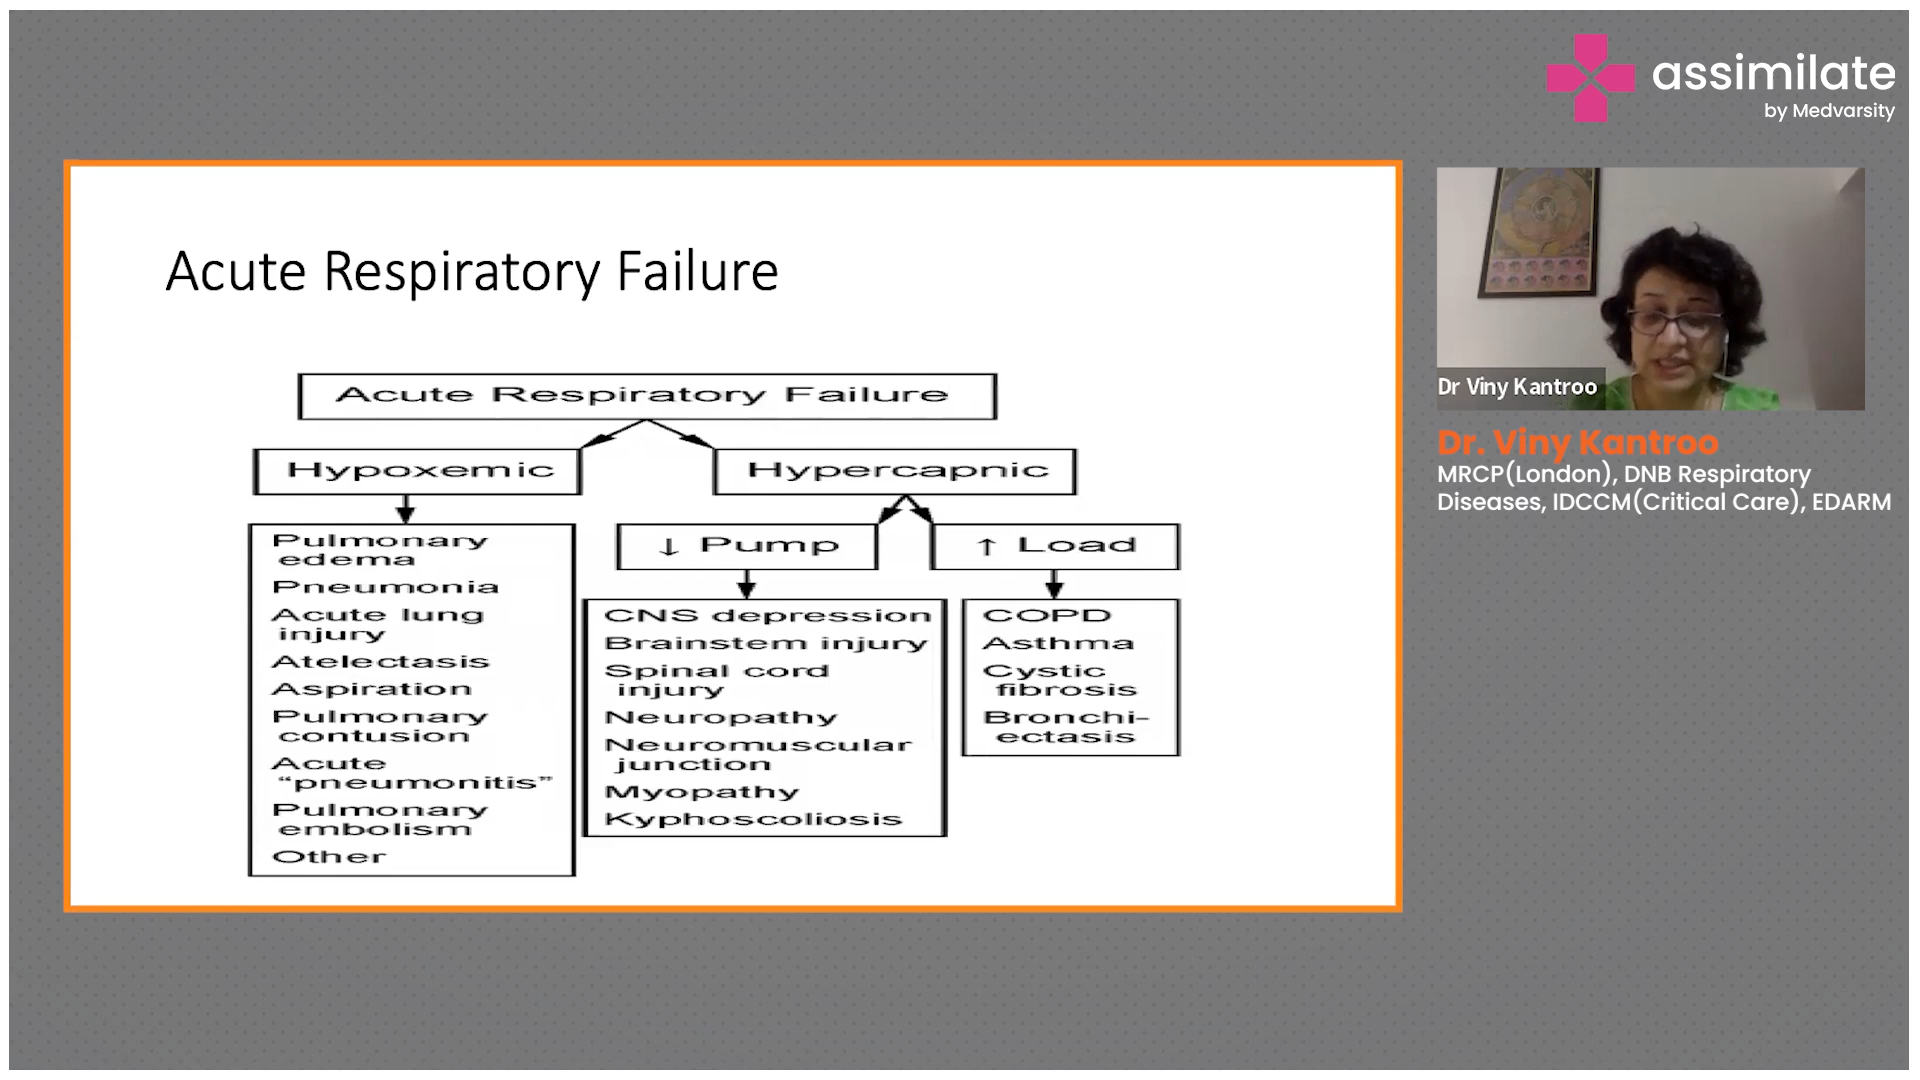 assimilate
by Medvarsity
Acute Respiratory Failure
Acute Respiratory Failure
Hypoxemic
Hypercapnic
Pulmonary
edema
Pneumonia
Acute lung
injury
Atelectasis
Aspiration
Pulmonary
contusion
Acute
“pneumonitis”
Pulmonary
embolism
Other
↓ Pump
CNS depression
Brainstem injury
Spinal cord
injury
Neuropathy
Neuromuscular
junction
Myopathy
Kyphoscoliosis
↑ Load
COPD
Asthma
Cystic
fibrosis
Bronchi-
ectasis
Dr Viny Kantroo
Dr. Viny Kantroo
MRCP(London), DNB Respiratory
Diseases, IDCCM(Critical Care), EDARM